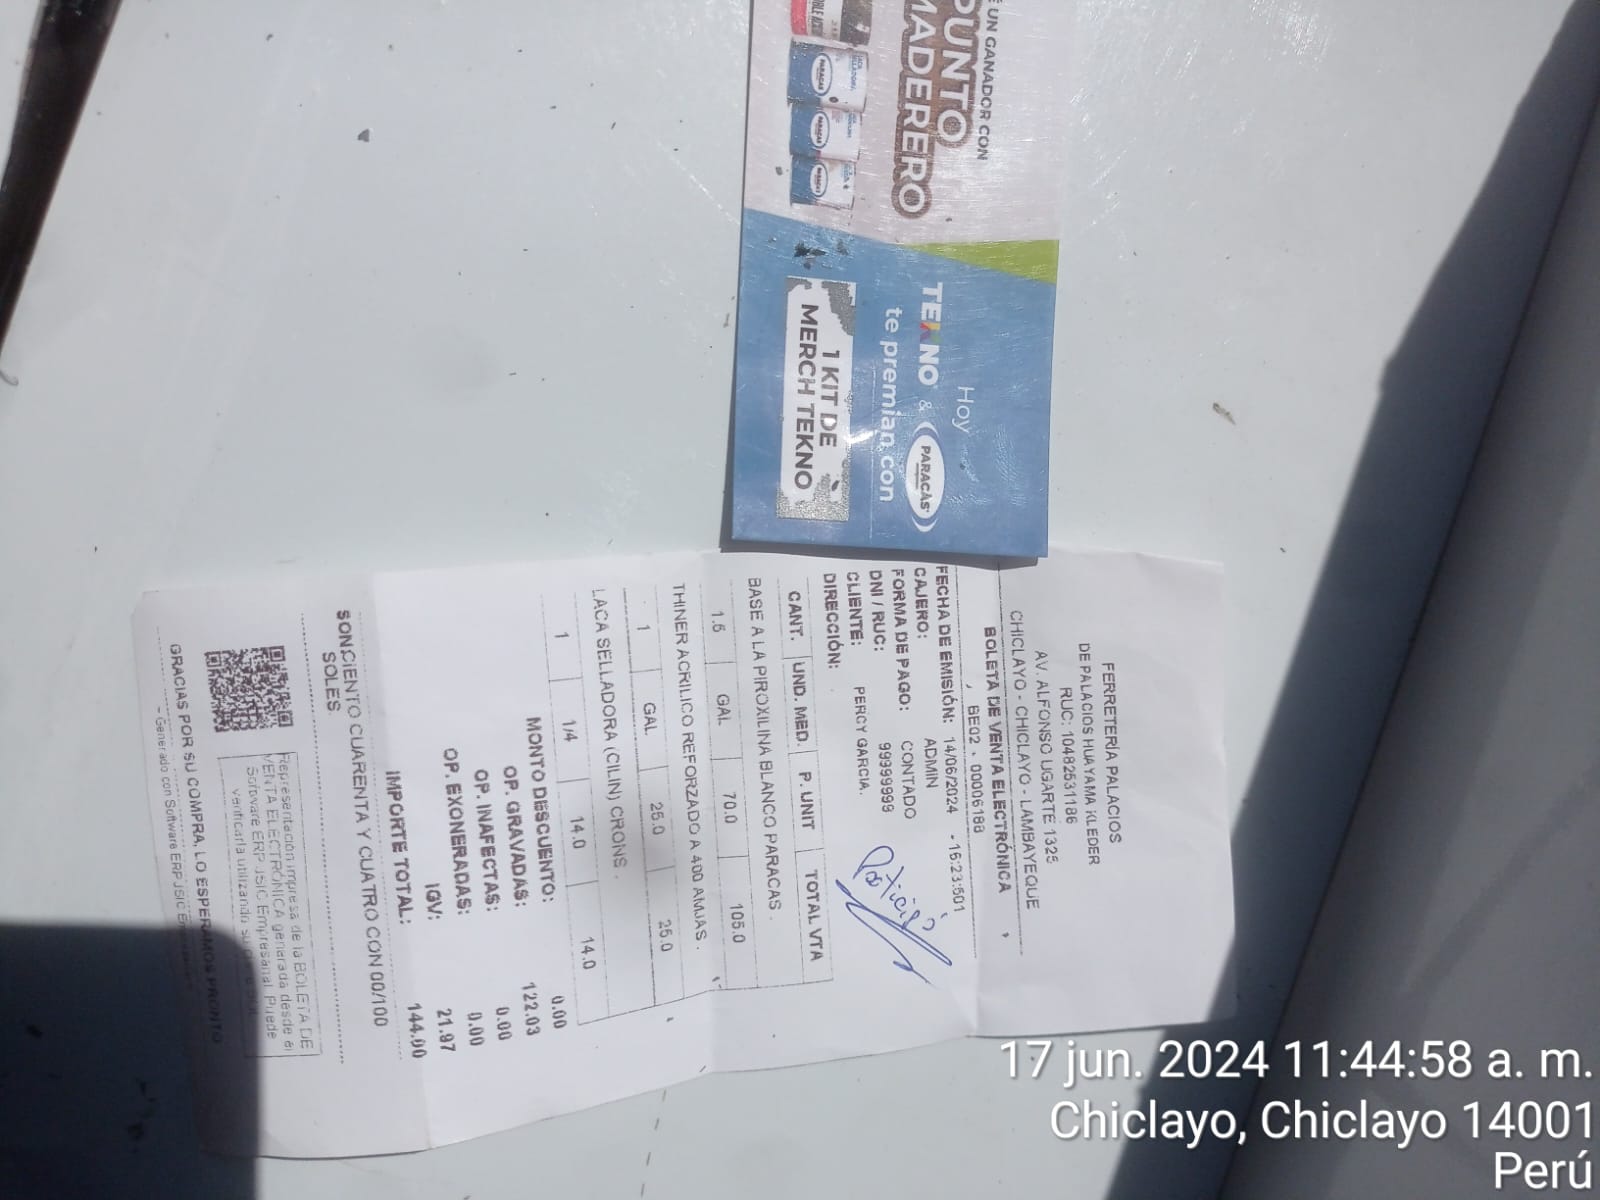 É UN GANADOR CON
PUNTO
MADERERO
PARACAS
PARACAS
PARACAS
Hoy
TEKNO & PARACAS
te premian con
1 KIT DE
MERCH TEKNO
FERRETERÍA PALACIOS
DE PALACIOS HUAYAMA KLEDER
RUC: 10482531186
AV. ALFONSO UGARTE 1325
CHICLAYO - CHICLAYO - LAMBAYEQUE
BOLETA DE VENTA ELECTRÓNICA
BE02 - 00006198
FECHA DE EMISIÓN: 14/06/2024 - 16:23:501
CAJERO: ADMIN
FORMA DE PAGO: CONTADO
DNI / RUC: 99999999
CLIENTE: PERCY GARCIA.
DIRECCIÓN:
Participó
CANT. UND. MED. P. UNIT TOTAL VTA
BASE A LA PIROXILINA BLANCO PARACAS .
1.5 GAL 70.0 105.0
THINER ACRILICO REFORZADO A 400 AMJAS .
1 GAL 25.0 25.0
LACA SELLADORA (CILIN) CRONS .
1 1/4 14.0 14.0
MONTO DESCUENTO: 0.00
OP. GRAVADAS: 122.03
OP. INAFECTAS: 0.00
OP. EXONERADAS: 0.00
IGV: 21.97
IMPORTE TOTAL: 144.00
SON:CIENTO CUARENTA Y CUATRO CON 00/100
SOLES
Representación impresa de la BOLETA DE
VENTA ELECTRÓNICA generada desde el
Sofware ERP JSIC Empresarial. Puede
verificarla utilizando su
GRACIAS POR SU COMPRA, LO ESPERAMOS PRONTO
- Generado con Software ERP JSIC
17 jun. 2024 11:44:58 a. m.
Chiclayo, Chiclayo 14001
Perú